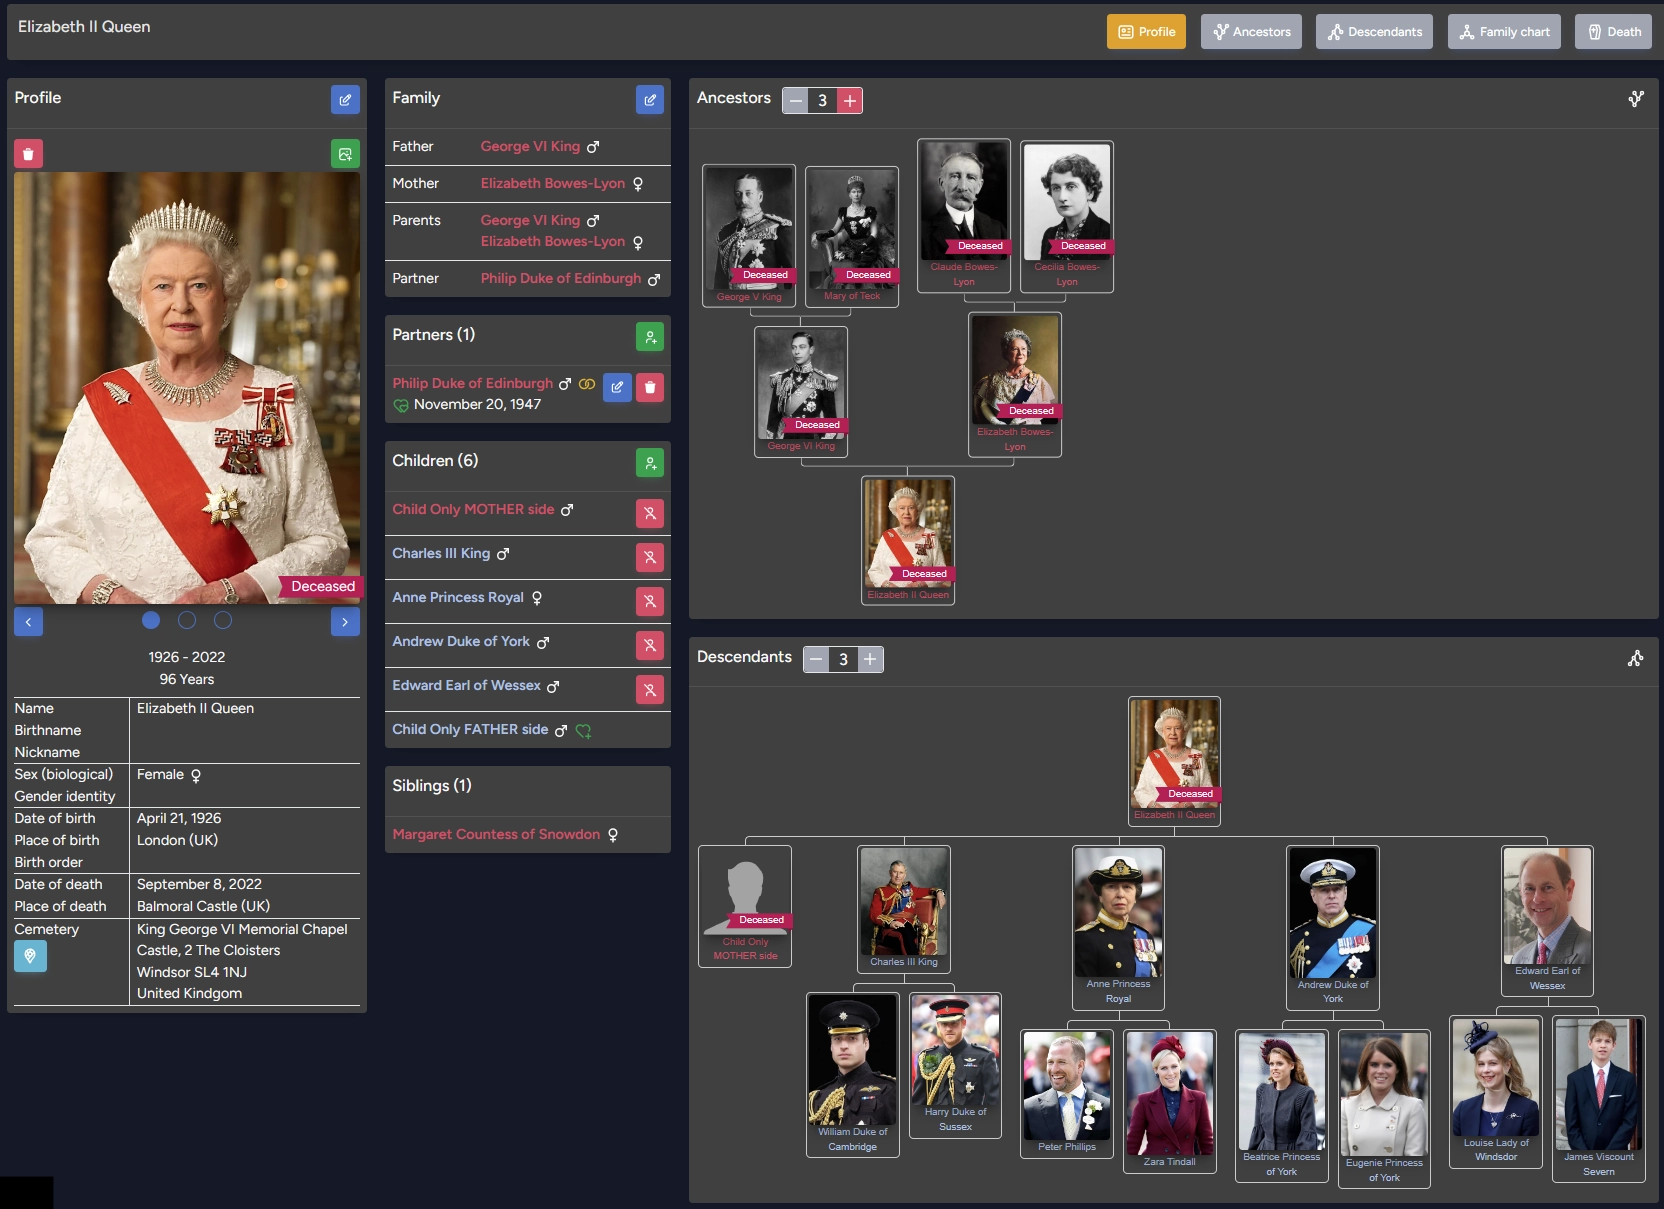 Elizabeth II Queen
Profile
Ancestors
Descendants
Family chart
Death
Profile
Deceased
1926 - 2022
96 Years
Name Elizabeth II Queen
Birthname
Nickname
Sex (biological) Female
Gender identity
Date of birth April 21, 1926
Place of birth London (UK)
Birth order
Date of death September 8, 2022
Place of death Balmoral Castle (UK)
Cemetery King George VI Memorial Chapel
Castle, 2 The Cloisters
Windsor SL4 1NJ
United Kindgom
Family
Father George VI King
Mother Elizabeth Bowes-Lyon
Parents George VI King
Elizabeth Bowes-Lyon
Partner Philip Duke of Edinburgh
Partners (1)
Philip Duke of Edinburgh
November 20, 1947
Children (6)
Child Only MOTHER side
Charles III King
Anne Princess Royal
Andrew Duke of York
Edward Earl of Wessex
Child Only FATHER side
Siblings (1)
Margaret Countess of Snowdon
Ancestors − 3 +
Deceased
George V King
Deceased
Mary of Teck
Deceased
Claude Bowes-
Lyon
Deceased
Cecilia Bowes-
Lyon
Deceased
George VI King
Deceased
Elizabeth Bowes-
Lyon
Deceased
Elizabeth II Queen
Descendants − 3 +
Deceased
Elizabeth II Queen
Deceased
Child Only
MOTHER side
Charles III King
Anne Princess
Royal
Andrew Duke of
York
Edward Earl of
Wessex
William Duke of
Cambridge
Harry Duke of
Sussex
Peter Phillips
Zara Tindall
Beatrice Princess
of York
Eugenie Princess
of York
Louise Lady of
Windsdor
James Viscount
Severn